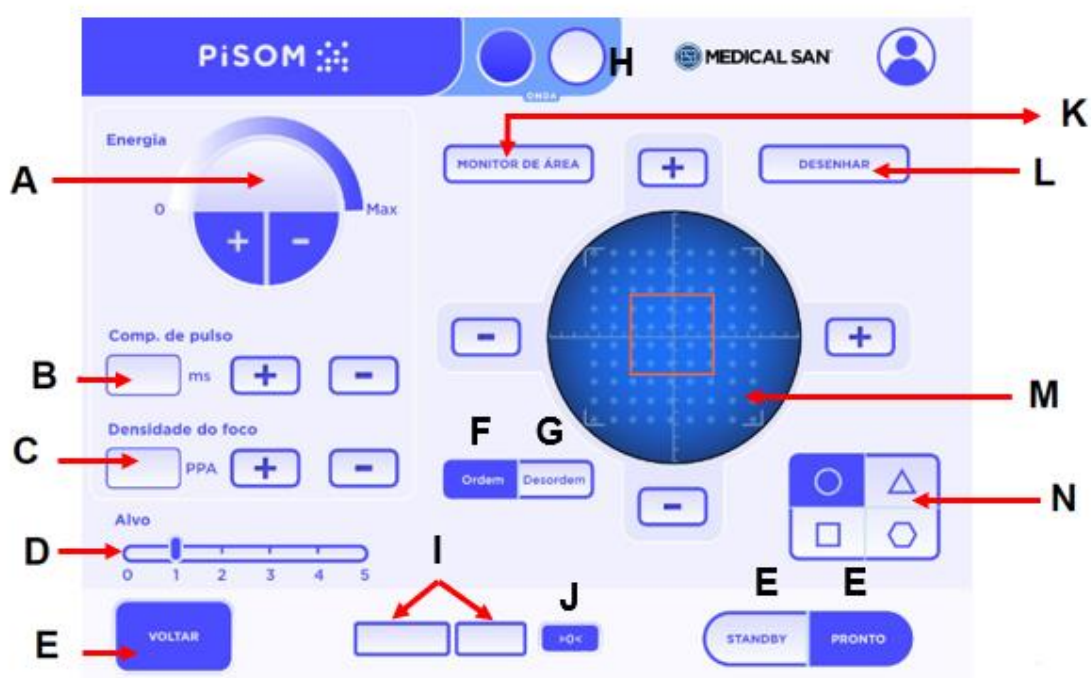 PiSOM
H
MEDICAL SAN
ONDA
K
Energia
MONITOR DE ÁREA
DESENHAR
L
A
0
Max
+
-
+
Comp. de pulso
-
+
B
ms
+
-
M
Densidade do foco
F
G
C
PPA
+
-
Ordem
Desordem
-
N
Alvo
D
0 1 2 3 4 5
I
J
E
E
E
VOLTAR
>0<
STANDBY
PRONTO